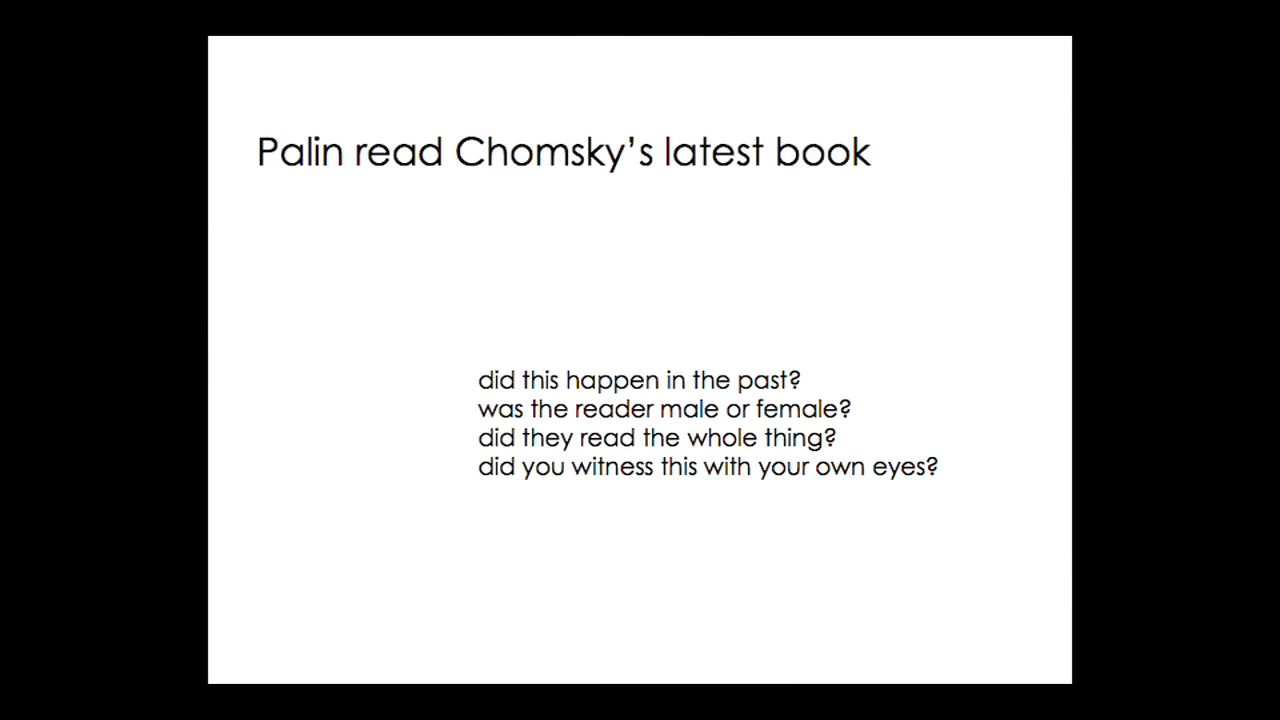 Palin read Chomsky’s latest book
did this happen in the past?
was the reader male or female?
did they read the whole thing?
did you witness this with your own eyes?